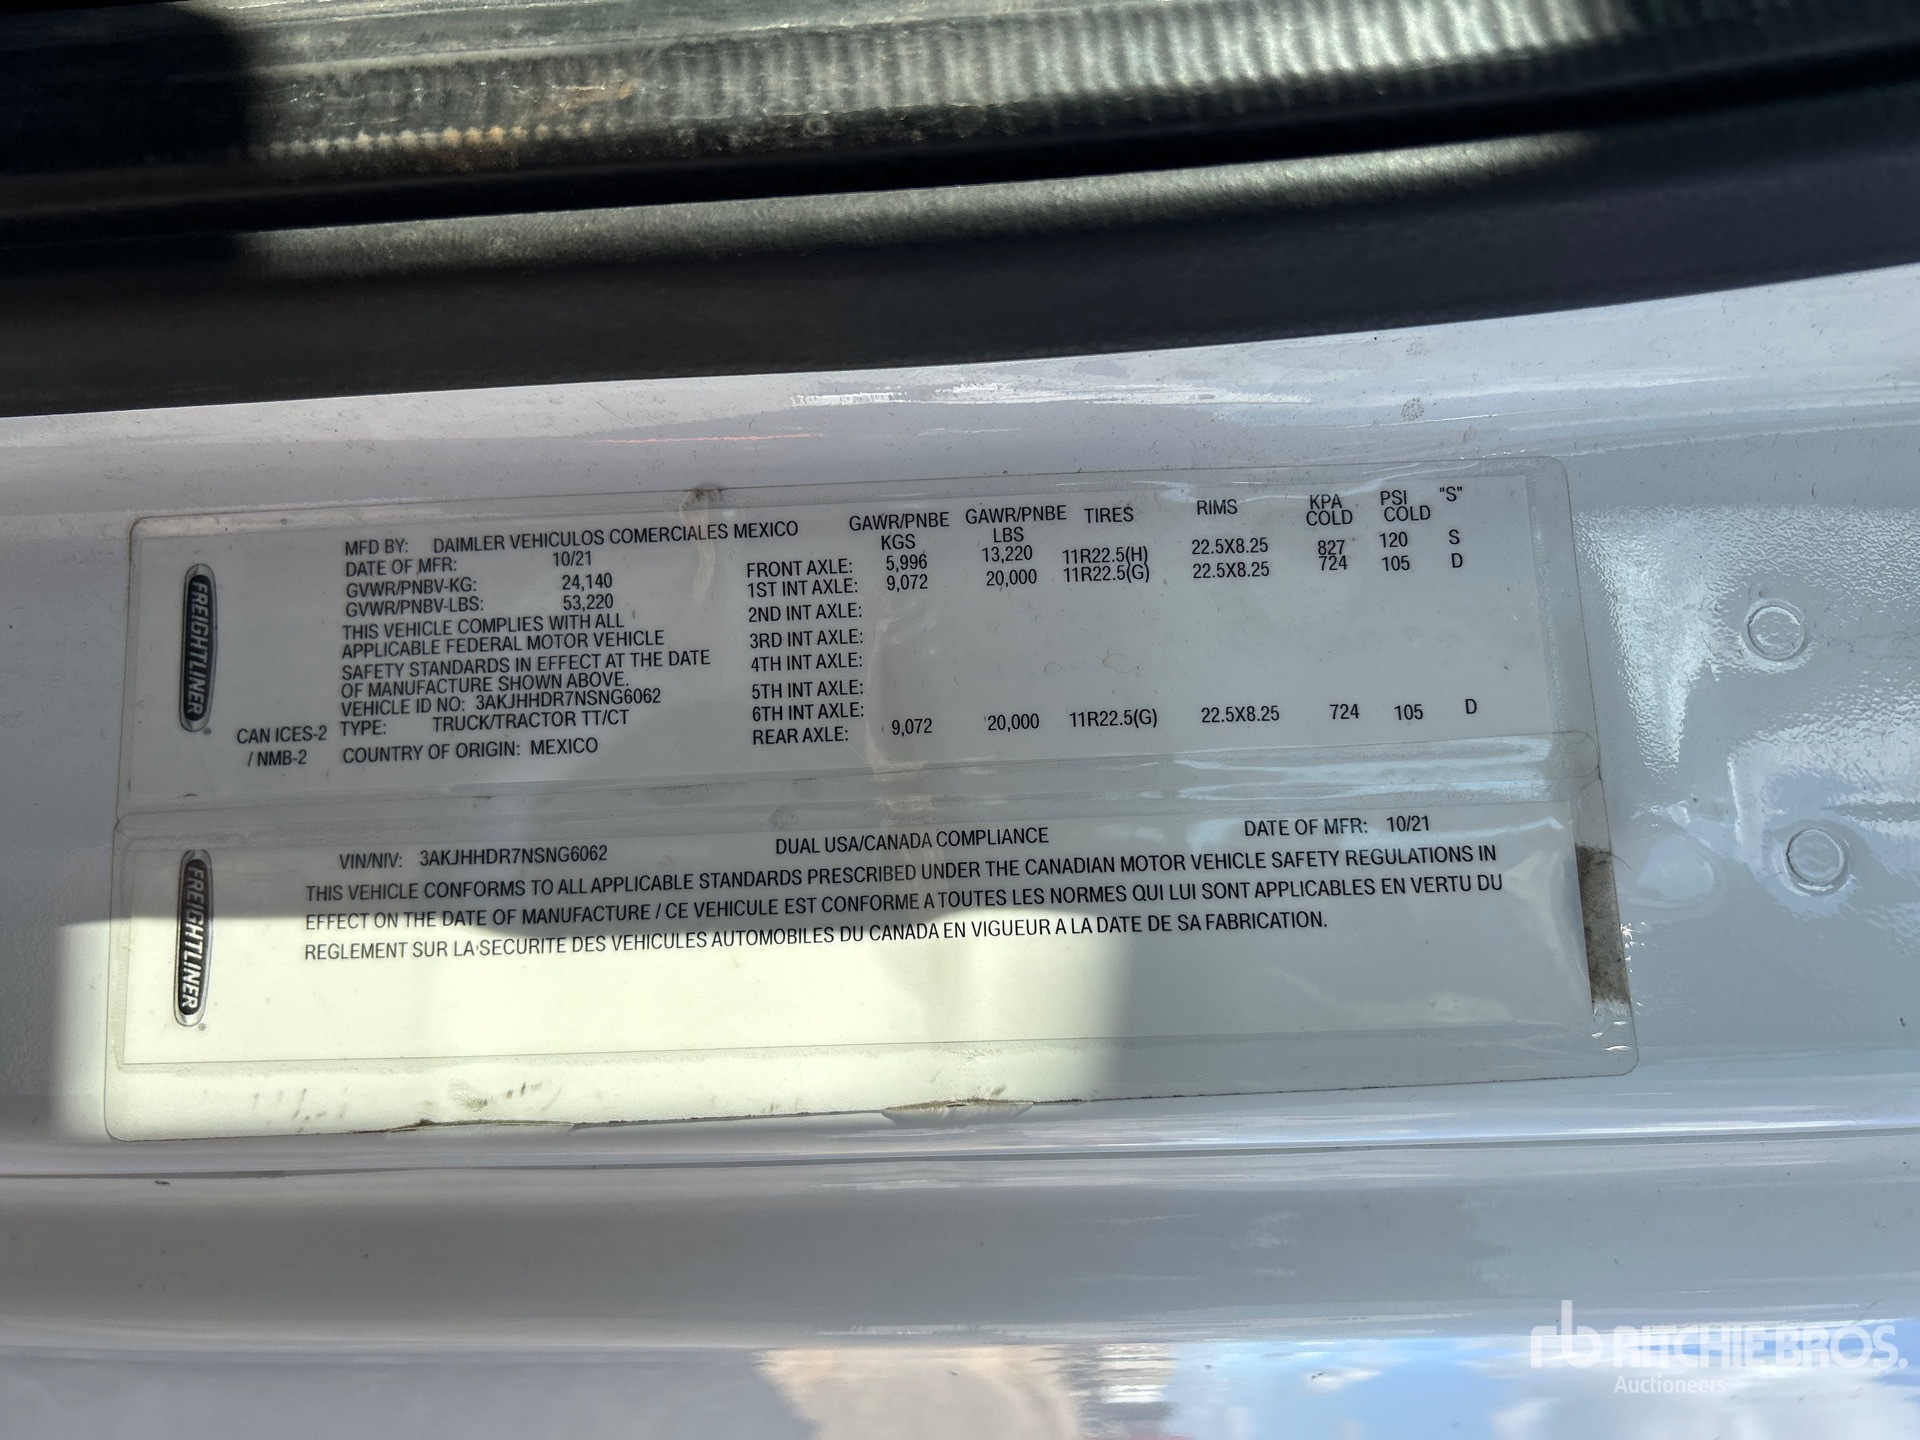 FREIGHTLINER
CAN ICES-2
/ NMB-2
MFD BY: DAIMLER VEHICULOS COMERCIALES MEXICO
DATE OF MFR: 10/21
GVWR/PNBV-KG: 24,140
GVWR/PNBV-LBS: 53,220
THIS VEHICLE COMPLIES WITH ALL
APPLICABLE FEDERAL MOTOR VEHICLE
SAFETY STANDARDS IN EFFECT AT THE DATE
OF MANUFACTURE SHOWN ABOVE.
VEHICLE ID NO: 3AKJHHDR7NSNG6062
TYPE: TRUCK/TRACTOR TT/CT
COUNTRY OF ORIGIN: MEXICO
GAWR/PNBE KGS GAWR/PNBE LBS TIRES RIMS KPA COLD PSI COLD "S"
FRONT AXLE: 5,996 13,220 11R22.5(H) 22.5X8.25 827 120 S
1ST INT AXLE: 9,072 20,000 11R22.5(G) 22.5X8.25 724 105 D
2ND INT AXLE:
3RD INT AXLE:
4TH INT AXLE:
5TH INT AXLE:
6TH INT AXLE:
REAR AXLE: 9,072 20,000 11R22.5(G) 22.5X8.25 724 105 D
FREIGHTLINER
VIN/NIV: 3AKJHHDR7NSNG6062 DUAL USA/CANADA COMPLIANCE DATE OF MFR: 10/21
THIS VEHICLE CONFORMS TO ALL APPLICABLE STANDARDS PRESCRIBED UNDER THE CANADIAN MOTOR VEHICLE SAFETY REGULATIONS IN
EFFECT ON THE DATE OF MANUFACTURE / CE VEHICULE EST CONFORME A TOUTES LES NORMES QUI LUI SONT APPLICABLES EN VERTU DU
REGLEMENT SUR LA SECURITE DES VEHICULES AUTOMOBILES DU CANADA EN VIGUEUR A LA DATE DE SA FABRICATION.
rb RITCHIE BROS.
Auctioneers